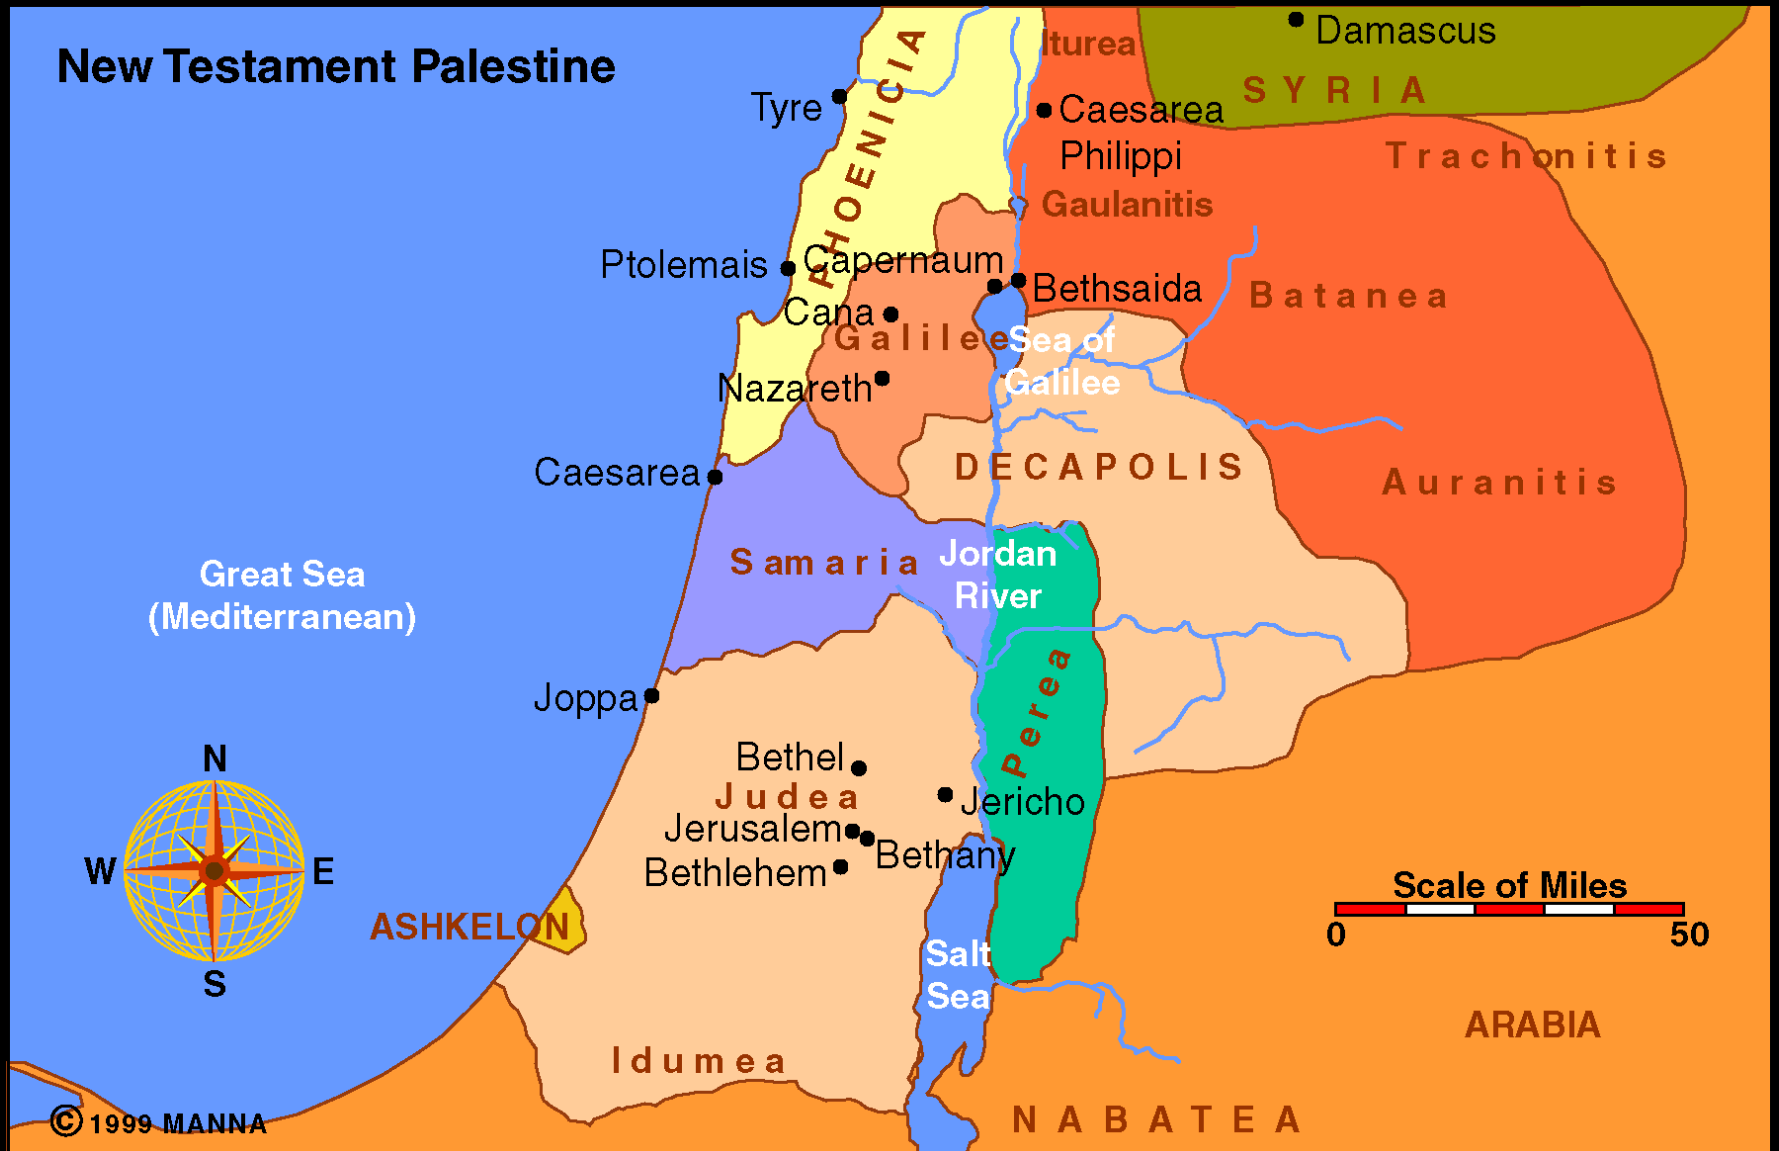 Damascus
Iturea
New Testament Palestine
SYRIA
Tyre
Caesarea
Philippi
PHOENICIA
Trachonitis
Gaulanitis
Ptolemais
Capernaum
Bethsaida
Batanea
Cana
Galilee
Sea of
Galilee
Nazareth
DECAPOLIS
Caesarea
Auranitis
Samaria
Jordan
River
Great Sea
(Mediterranean)
Perea
Joppa
Bethel
Judea
Jericho
Jerusalem
Bethany
Bethlehem
N
W
E
S
Scale of Miles
0
50
ASHKELON
Salt
Sea
ARABIA
Idumea
NABATEA
© 1999 MANNA